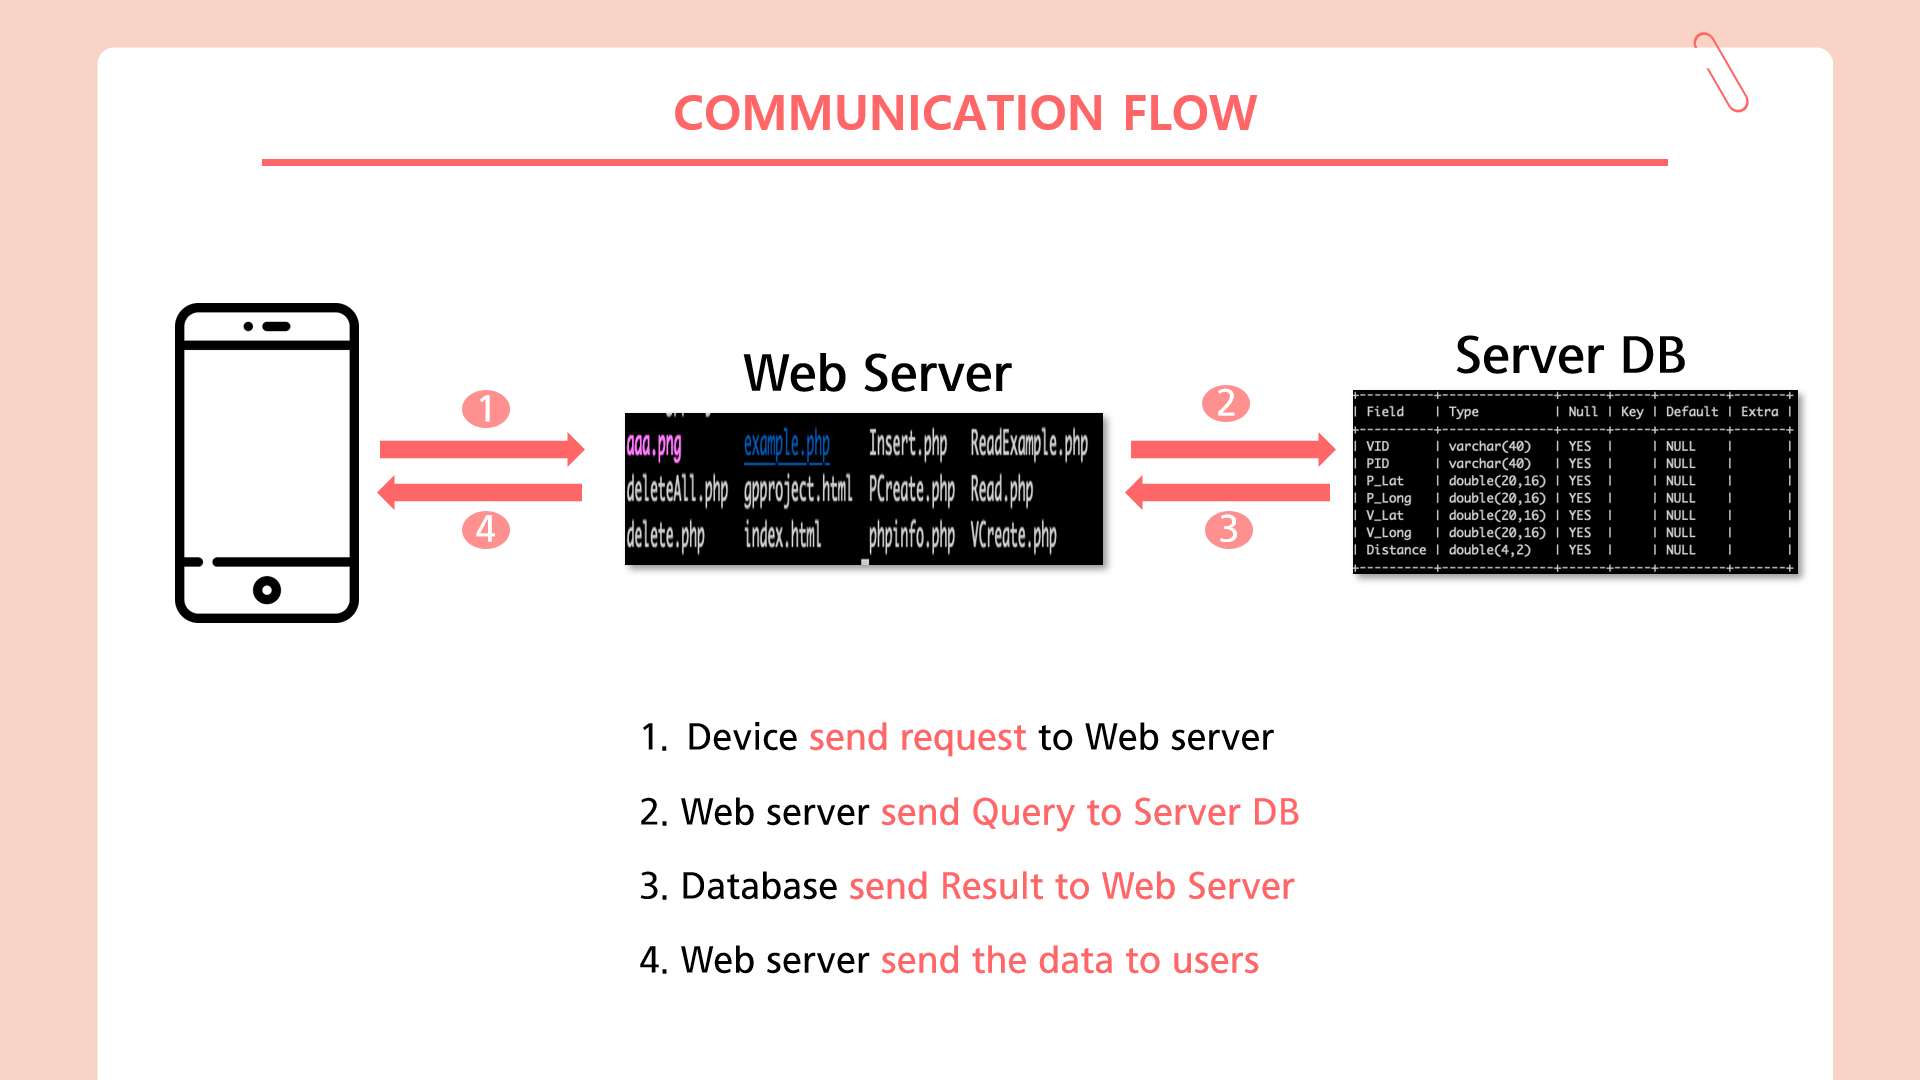 COMMUNICATION FLOW
Web Server
Server DB
1
2
4
3
aaa.png example.php Insert.php ReadExample.php
deleteAll.php gpproject.html PCreate.php Read.php
delete.php index.html phpinfo.php VCreate.php
| Field | Type | Null | Key | Default | Extra |
| VID | varchar(40) | YES | | NULL | |
| PID | varchar(40) | YES | | NULL | |
| P_Lat | double(20,16) | YES | | NULL | |
| P_Long | double(20,16) | YES | | NULL | |
| V_Lat | double(20,16) | YES | | NULL | |
| V_Long | double(20,16) | YES | | NULL | |
| Distance | double(4,2) | YES | | NULL | |
1. Device send request to Web server
2. Web server send Query to Server DB
3. Database send Result to Web Server
4. Web server send the data to users